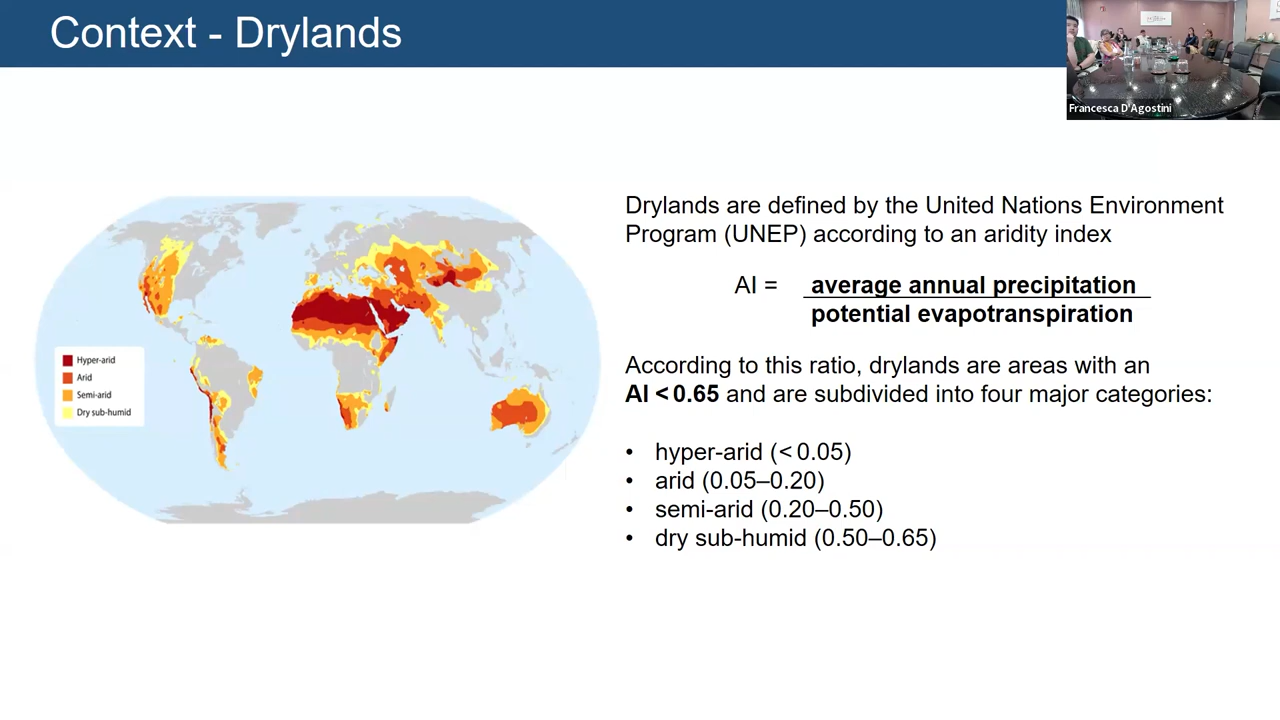 Context - Drylands
Francesca D'Agostini
Drylands are defined by the United Nations Environment
Program (UNEP) according to an aridity index
AI = average annual precipitation
potential evapotranspiration
According to this ratio, drylands are areas with an
AI < 0.65 and are subdivided into four major categories:
• hyper-arid (< 0.05)
• arid (0.05–0.20)
• semi-arid (0.20–0.50)
• dry sub-humid (0.50–0.65)
Hyper-arid
Arid
Semi-arid
Dry sub-humid